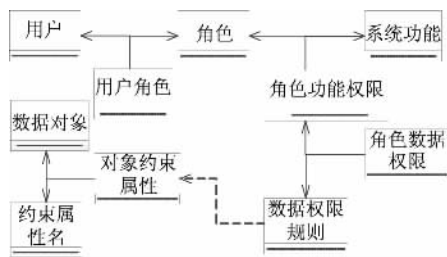 用户
角色
系统功能
用户角色
角色功能权限
数据对象
对象约束
属性
角色数据
权限
约束属
性名
数据权限
规则